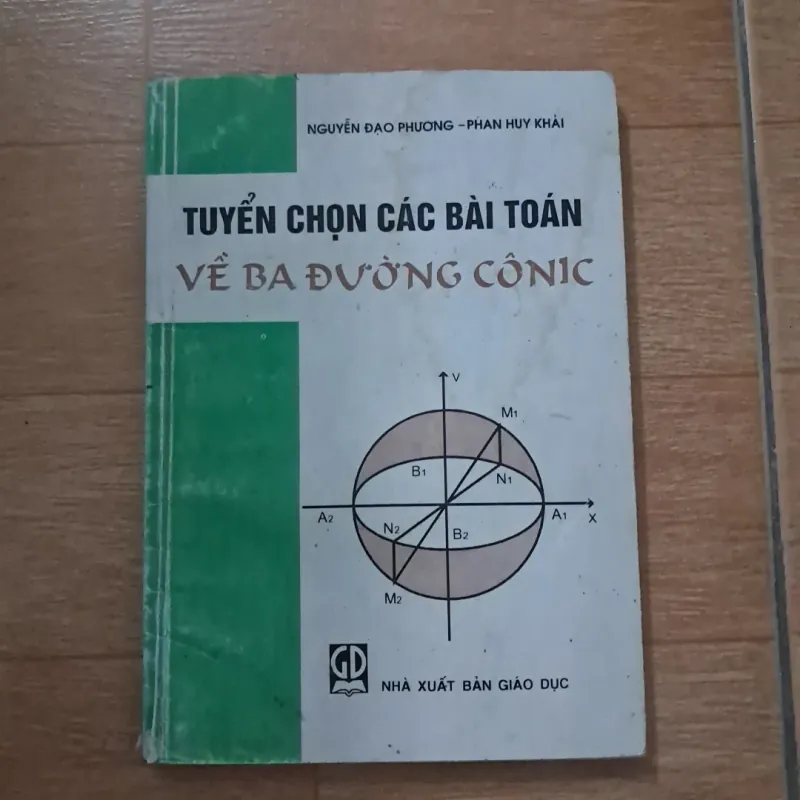 NGUYỄN ĐẠO PHƯƠNG - PHAN HUY KHẢI
TUYỂN CHỌN CÁC BÀI TOÁN
VỀ BA ĐƯỜNG CÔNIC
y
M1
B1
N1
A2
N2
B2
A1
x
M2
GD
NHÀ XUẤT BẢN GIÁO DỤC